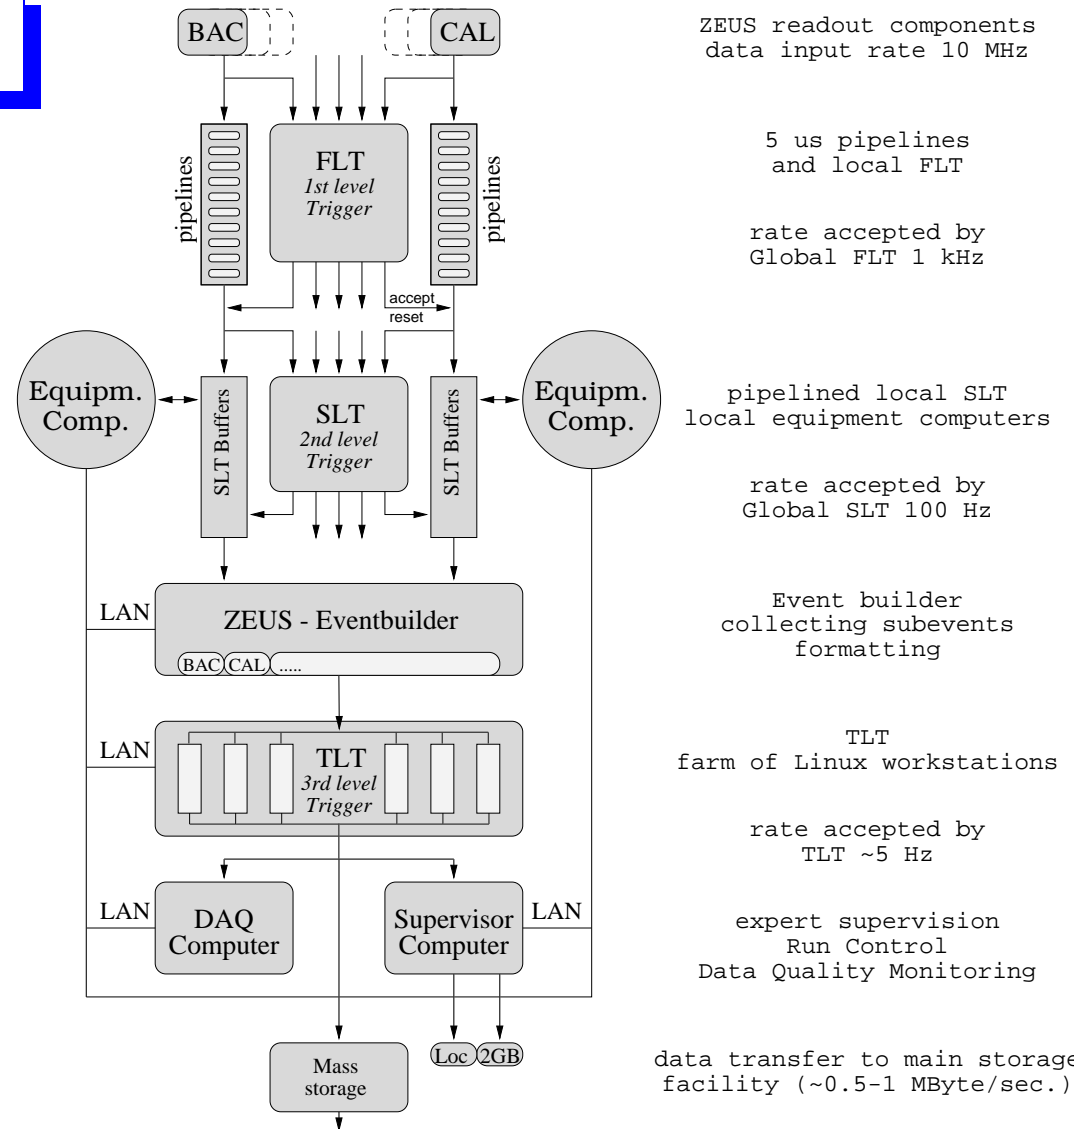 BAC
CAL
ZEUS readout components
data input rate 10 MHz
pipelines
FLT
1st level
Trigger
pipelines
5 us pipelines
and local FLT
rate accepted by
Global FLT 1 kHz
accept
reset
Equipm.
Comp.
SLT Buffers
SLT
2nd level
Trigger
SLT Buffers
Equipm.
Comp.
pipelined local SLT
local equipment computers
rate accepted by
Global SLT 100 Hz
LAN
ZEUS - Eventbuilder
BAC CAL .....
Event builder
collecting subevents
formatting
LAN
TLT
3rd level
Trigger
TLT
farm of Linux workstations
rate accepted by
TLT ~5 Hz
LAN
DAQ
Computer
Supervisor
Computer
LAN
expert supervision
Run Control
Data Quality Monitoring
Mass
storage
Loc 2GB
data transfer to main storage
facility (~0.5-1 MByte/sec.)